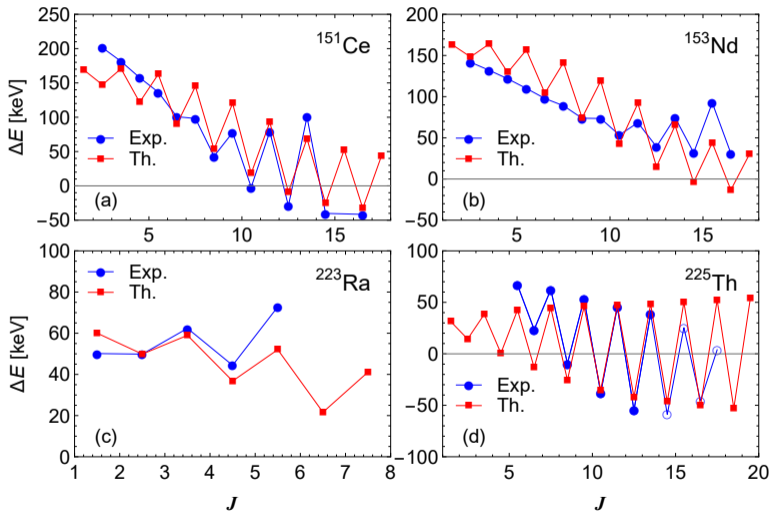 250
200
150
100
50
0
−50
ΔE [keV]
¹⁵¹Ce
Exp.
Th.
(a)
5 10 15
200
150
100
50
0
−50
¹⁵³Nd
Exp.
Th.
(b)
5 10 15
100
80
60
40
20
0
ΔE [keV]
²²³Ra
Exp.
Th.
(c)
1 2 3 4 5 6 7 8
J
100
50
0
−50
−100
²²⁵Th
Exp.
Th.
(d)
5 10 15 20
J